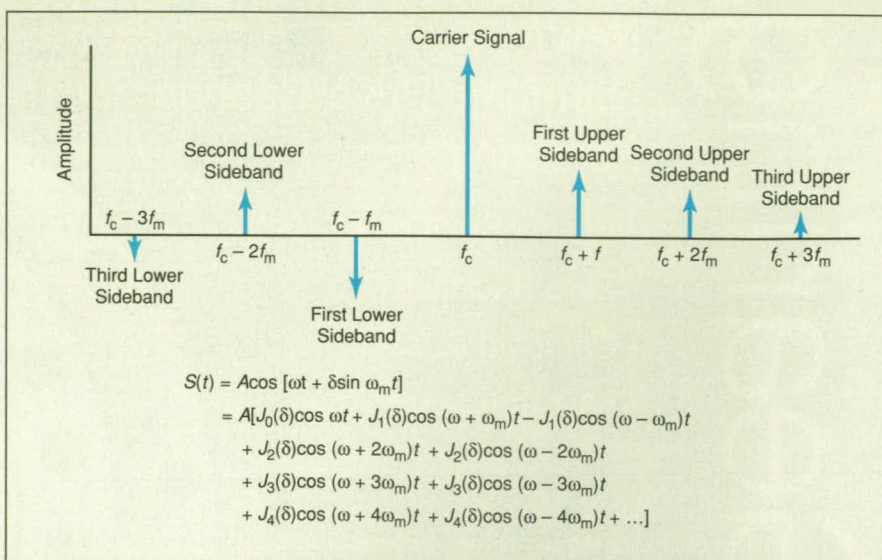 Carrier Signal
Amplitude
First Upper
Sideband
Second Lower
Sideband
Second Upper
Sideband
Third Upper
Sideband
f_c − 3f_m
f_c − f_m
f_c − 2f_m
f_c
f_c + f
f_c + 2f_m
f_c + 3f_m
Third Lower
Sideband
First Lower
Sideband
S(t) = Acos [ωt + δsin ω_mt]
= A[J_0(δ)cos ωt + J_1(δ)cos (ω + ω_m)t − J_1(δ)cos (ω − ω_m)t
+ J_2(δ)cos (ω + 2ω_m)t + J_2(δ)cos (ω − 2ω_m)t
+ J_3(δ)cos (ω + 3ω_m)t + J_3(δ)cos (ω − 3ω_m)t
+ J_4(δ)cos (ω + 4ω_m)t + J_4(δ)cos (ω − 4ω_m)t + ...]